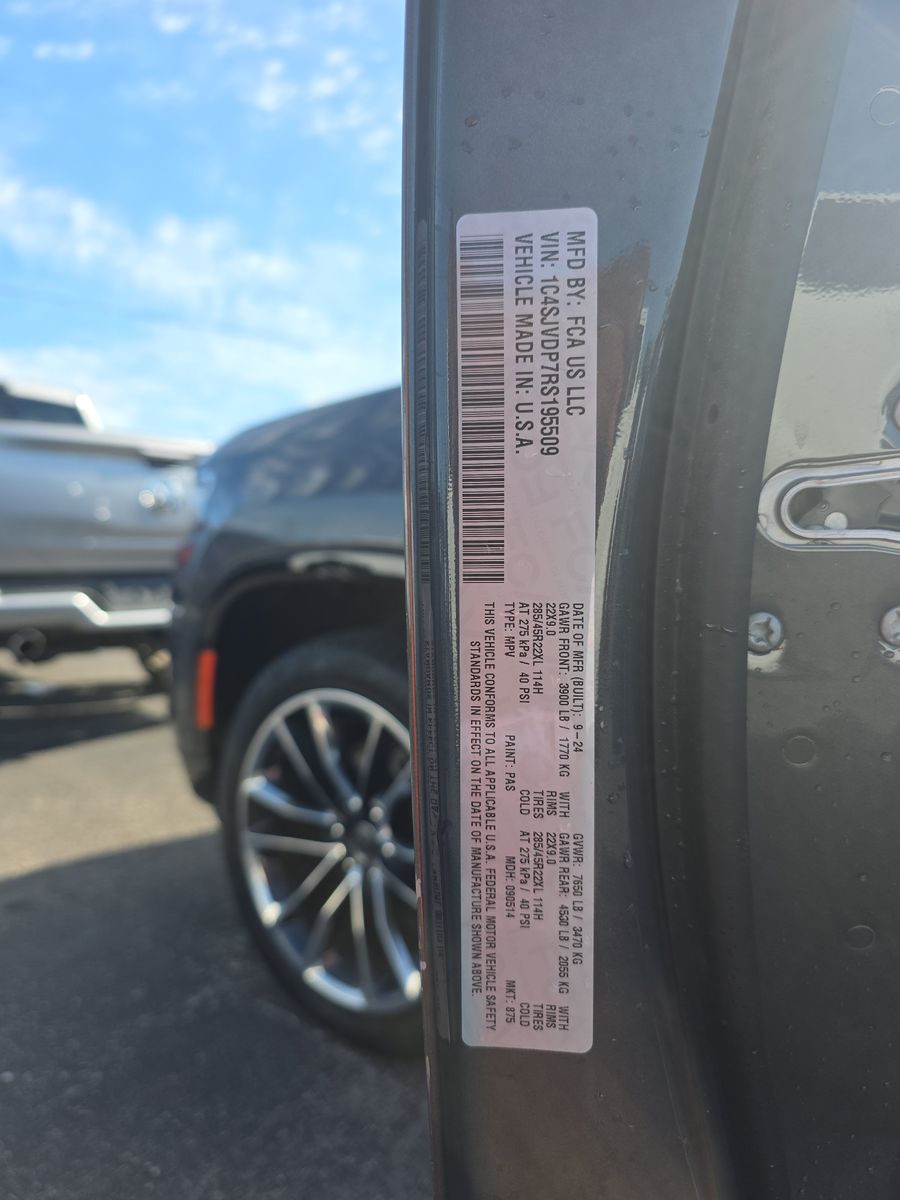 MFD BY: FCA US LLC
VIN: 1C4SJVDP7RS195509
VEHICLE MADE IN: U.S.A.
DATE OF MFR (BUILT): 9-24 GVWR: 7650 LB / 3470 KG
GAWR FRONT: 3900 LB / 1770 KG WITH GAWR REAR: 4530 LB / 2055 KG WITH
22X9.0 RIMS 22X9.0 RIMS
285/45R22XL 114H TIRES 285/45R22XL 114H TIRES
AT 275 kPa / 40 PSI COLD AT 275 kPa / 40 PSI COLD
TYPE: MPV PAINT: PAS MDH: 090514 MKT: 875
THIS VEHICLE CONFORMS TO ALL APPLICABLE U.S.A. FEDERAL MOTOR VEHICLE SAFETY
STANDARDS IN EFFECT ON THE DATE OF MANUFACTURE SHOWN ABOVE.